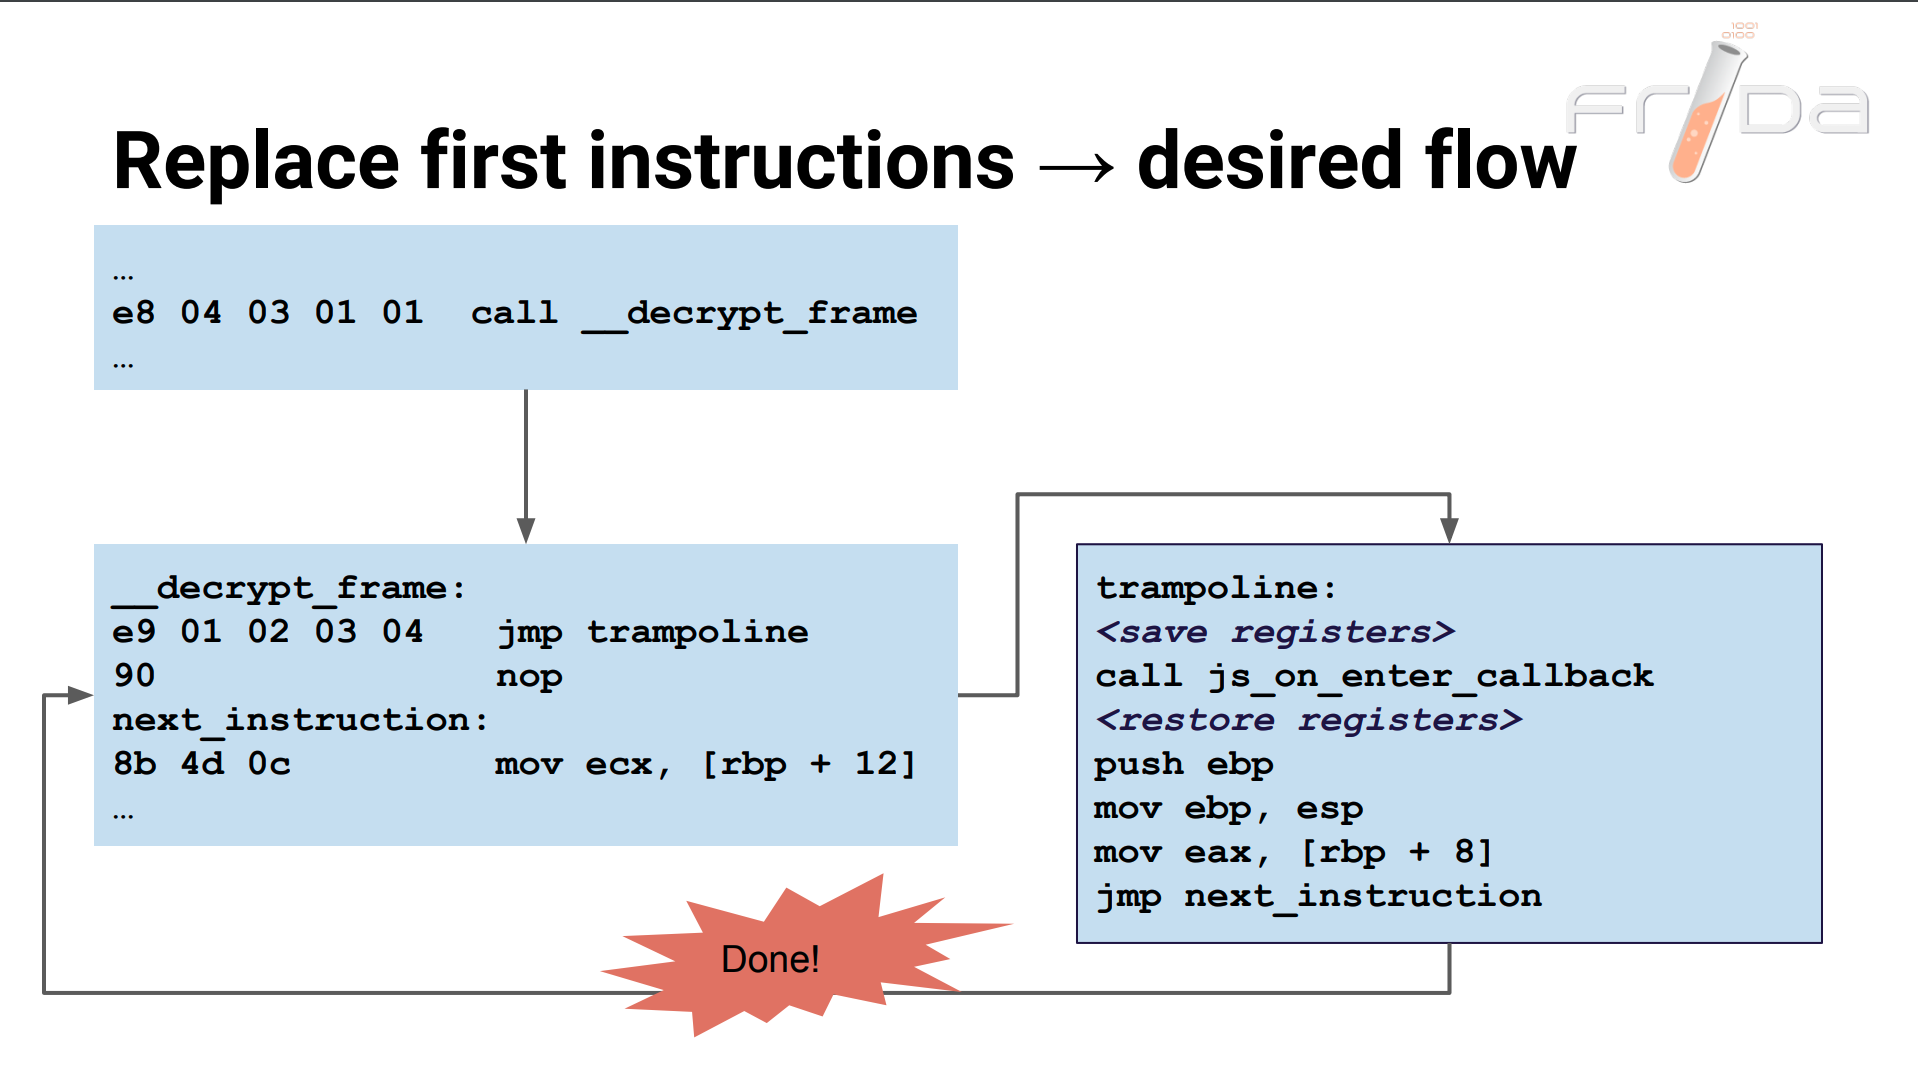 1001
01001
FRIDA
Replace first instructions → desired flow
…
e8 04 03 01 01 call __decrypt_frame
…
__decrypt_frame:
e9 01 02 03 04 jmp trampoline
90 nop
next_instruction:
8b 4d 0c mov ecx, [rbp + 12]
…
trampoline:
<save registers>
call js_on_enter_callback
<restore registers>
push ebp
mov ebp, esp
mov eax, [rbp + 8]
jmp next_instruction
Done!